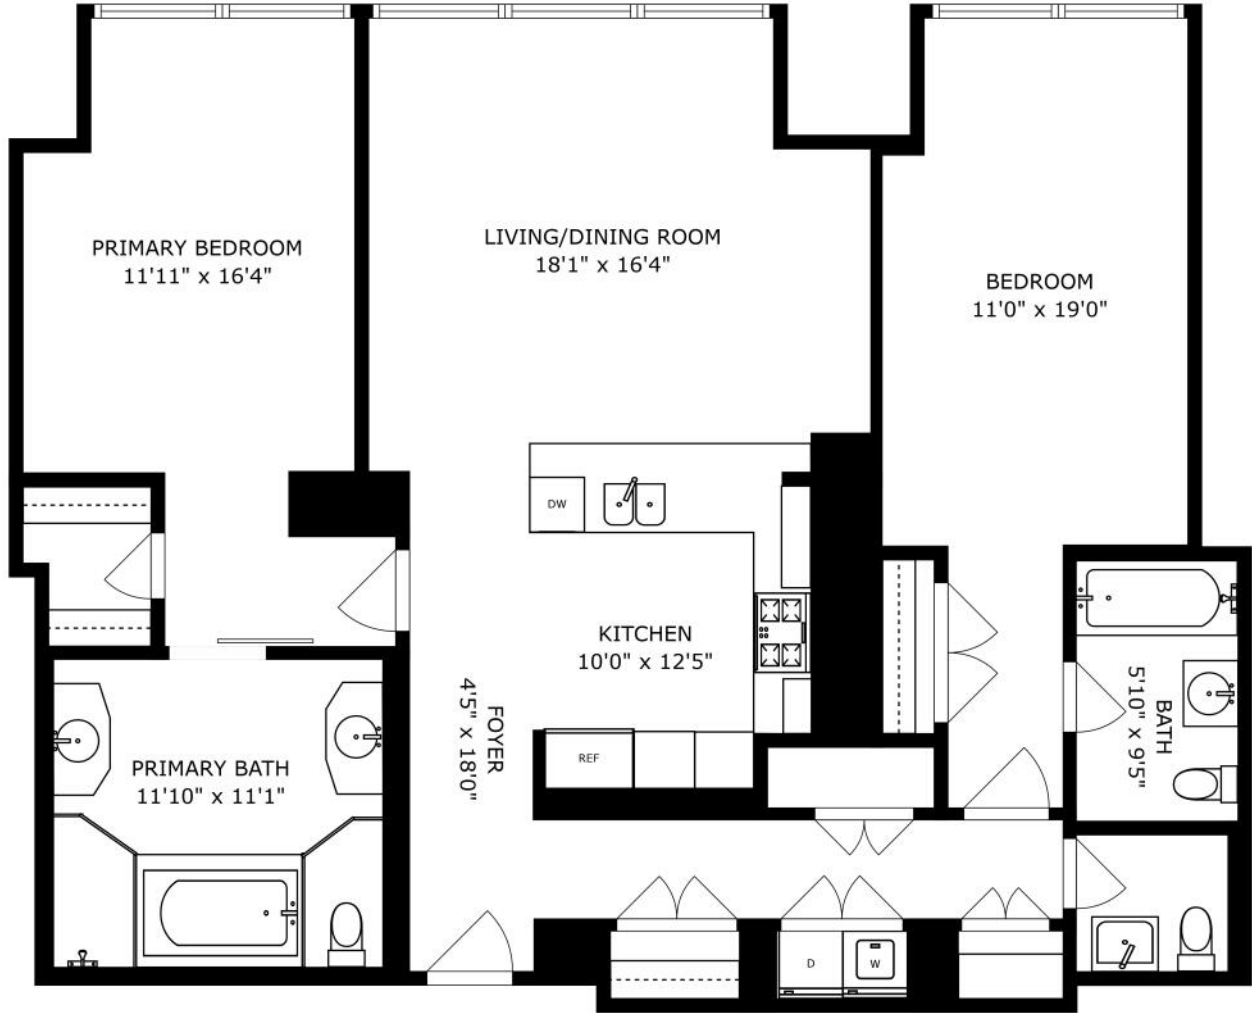 PRIMARY BEDROOM
11'11" x 16'4"
LIVING/DINING ROOM
18'1" x 16'4"
BEDROOM
11'0" x 19'0"
DW
KITCHEN
10'0" x 12'5"
FOYER
4'5" x 18'0"
BATH
5'10" x 9'5"
REF
PRIMARY BATH
11'10" x 11'1"
D
W